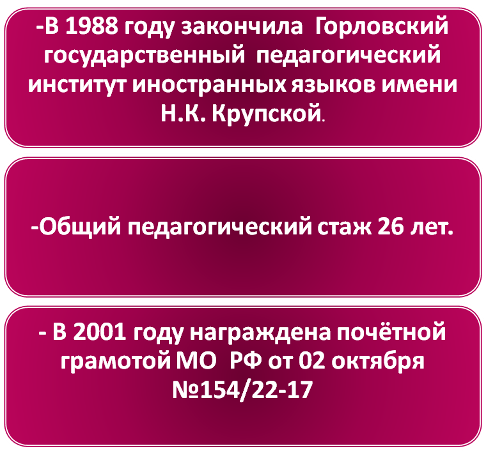 -В 1988 году закончила  Горловский
государственный  педагогический
институт иностранных языков имени
Н.К. Крупской.
-Общий педагогический стаж 26 лет.
- В 2001 году награждена почётной
грамотой МО  РФ от 02 октября
№154/22-17